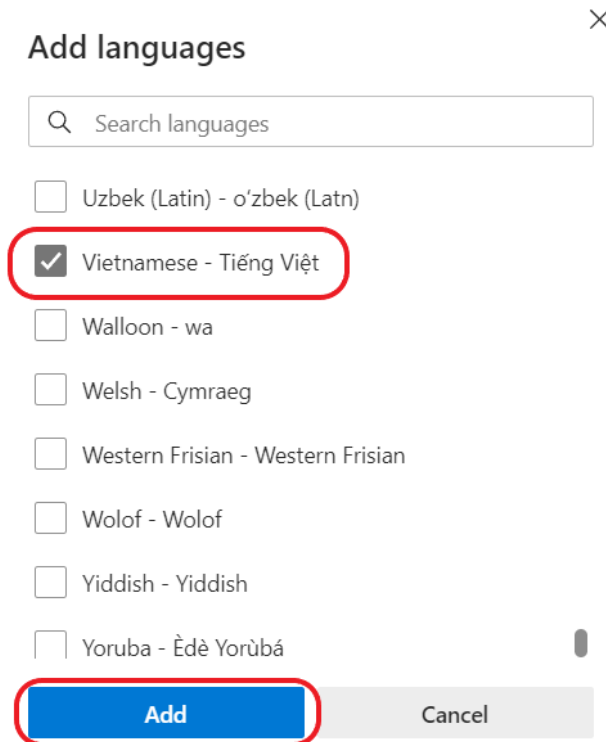 Add languages
Search languages
Uzbek (Latin) - o‘zbek (Latn)
Vietnamese - Tiếng Việt
Walloon - wa
Welsh - Cymraeg
Western Frisian - Western Frisian
Wolof - Wolof
Yiddish - Yiddish
Yoruba - Èdè Yorùbá
Add Cancel